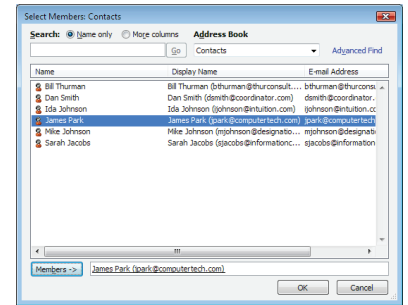 Select Members: Contacts
Search: Name only More columns Address Book
Go Contacts Advanced Find
Name Display Name E-mail Address
Bill Thurman Bill Thurman (bthurman@thurconsult.... bthurman@thurconsu
Dan Smith Dan Smith (dsmith@coordinator.com) dsmith@coordinator.c
Ida Johnson Ida Johnson (ijohnson@intuition.com) ijohnson@intuition.co
James Park James Park (jpark@computertech.com) jpark@computertech
Mike Johnson Mike Johnson (mjohnson@designatio... mjohnson@designati
Sarah Jacobs Sarah Jacobs (sjacobs@informationc... sjacobs@information
Members -> James Park (jpark@computertech.com)
OK Cancel